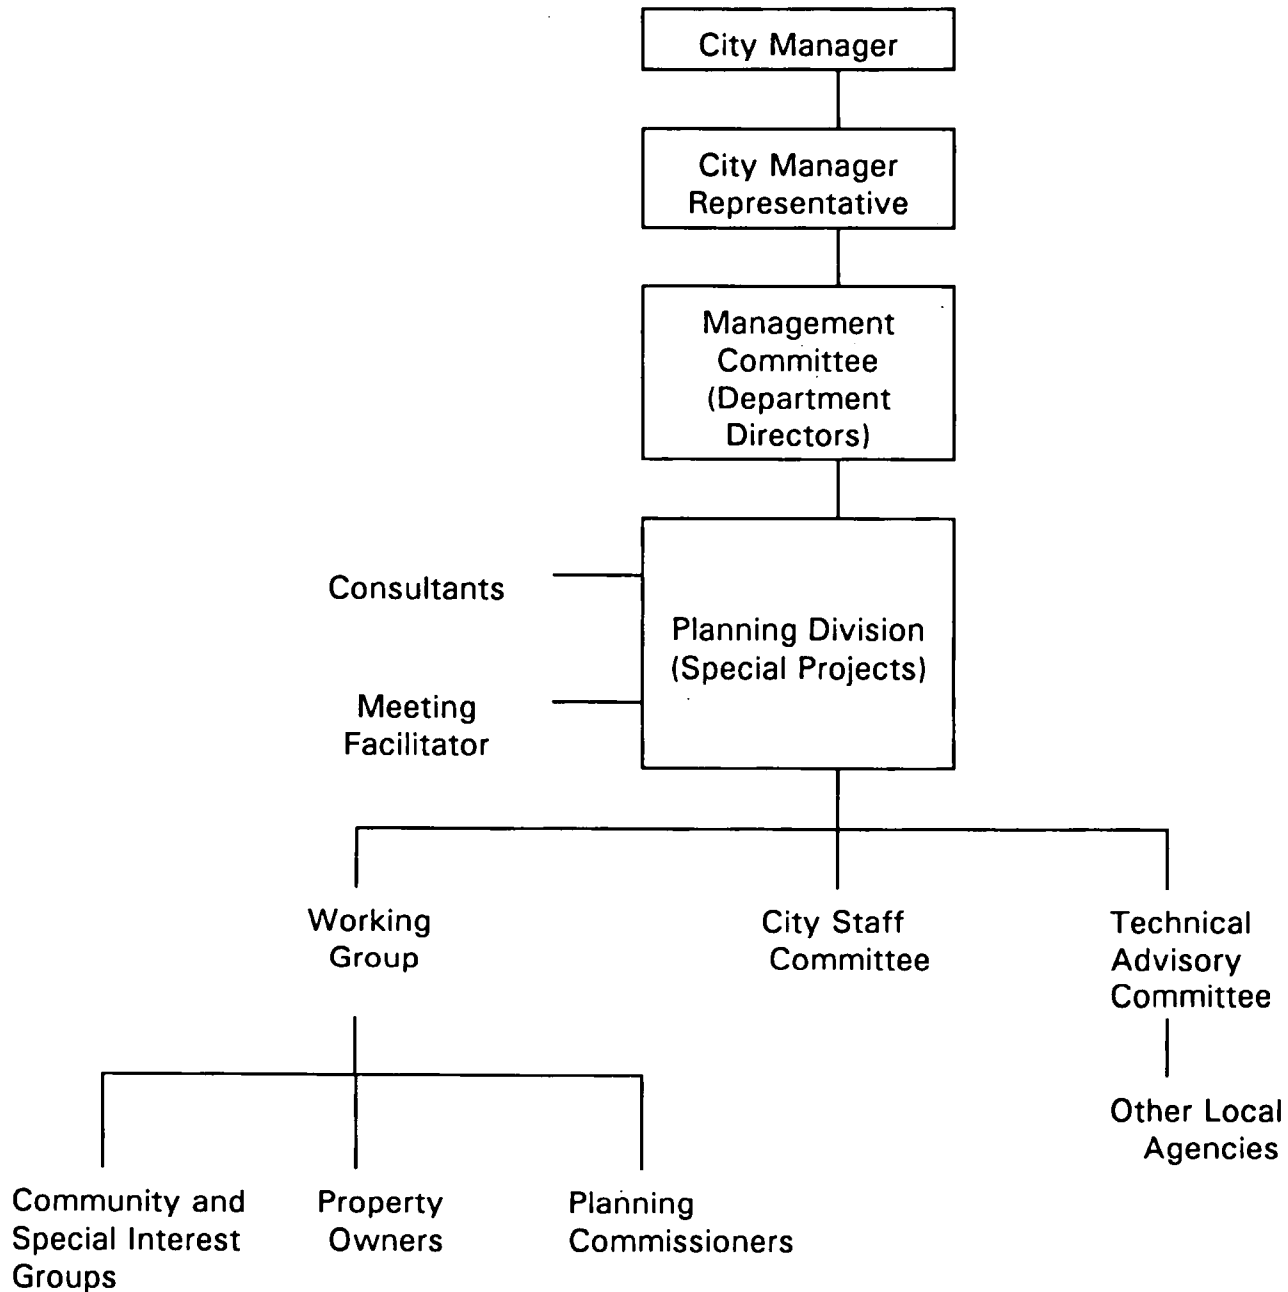 City Manager
City Manager
Representative
Management
Committee
(Department
Directors)
Consultants
Planning Division
(Special Projects)
Meeting
Facilitator
Working
Group
City Staff
Committee
Technical
Advisory
Committee
Other Local
Agencies
Community and
Special Interest
Groups
Property
Owners
Planning
Commissioners